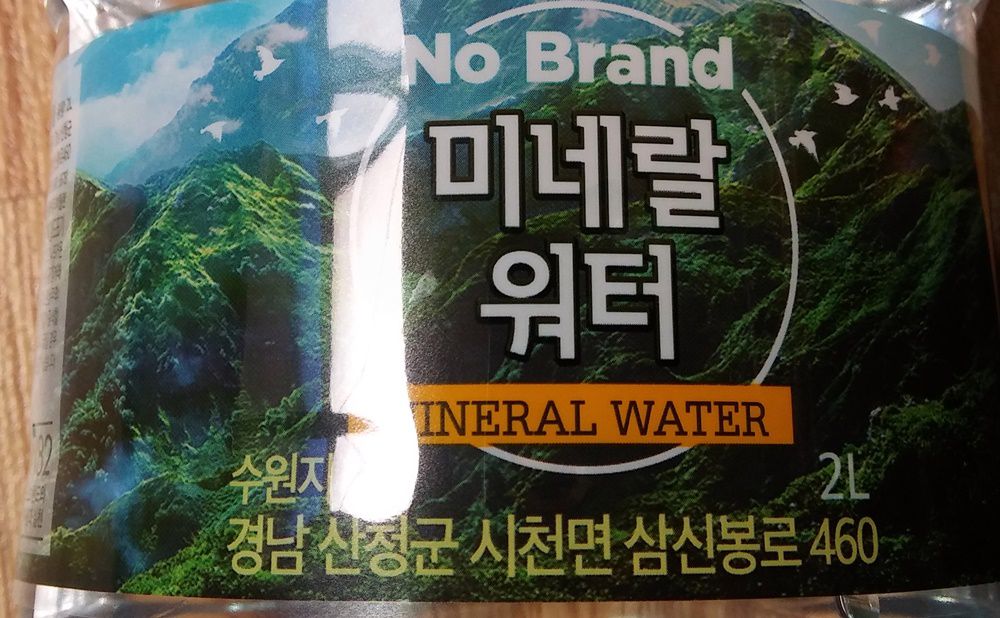 No Brand
미네랄
워터
MINERAL WATER
수원지
2L
경남 산청군 시천면 삼신봉로 460